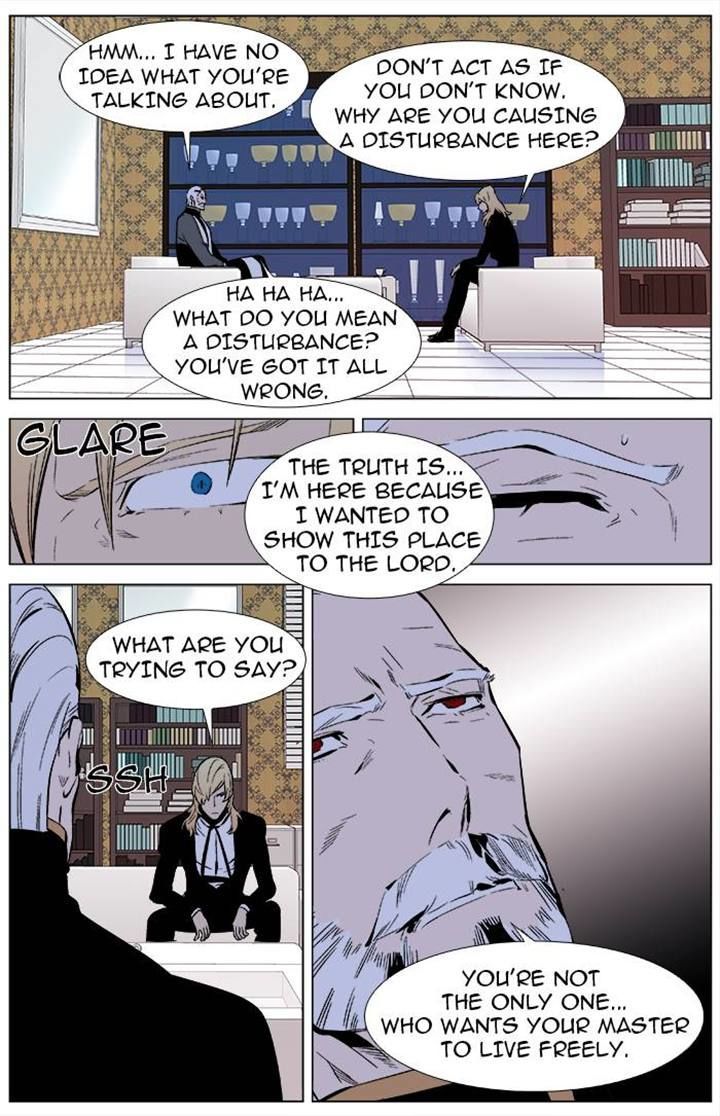 HMM... I HAVE NO
IDEA WHAT YOU'RE
TALKING ABOUT.
DON'T ACT AS IF
YOU DON'T KNOW.
WHY ARE YOU CAUSING
A DISTURBANCE HERE?
HA HA HA...
WHAT DO YOU MEAN
A DISTURBANCE?
YOU'VE GOT IT ALL
WRONG.
GLARE
THE TRUTH IS...
I'M HERE BECAUSE
I WANTED TO
SHOW THIS PLACE
TO THE LORD.
WHAT ARE YOU
TRYING TO SAY?
SSH
YOU'RE NOT
THE ONLY ONE...
WHO WANTS YOUR MASTER
TO LIVE FREELY.